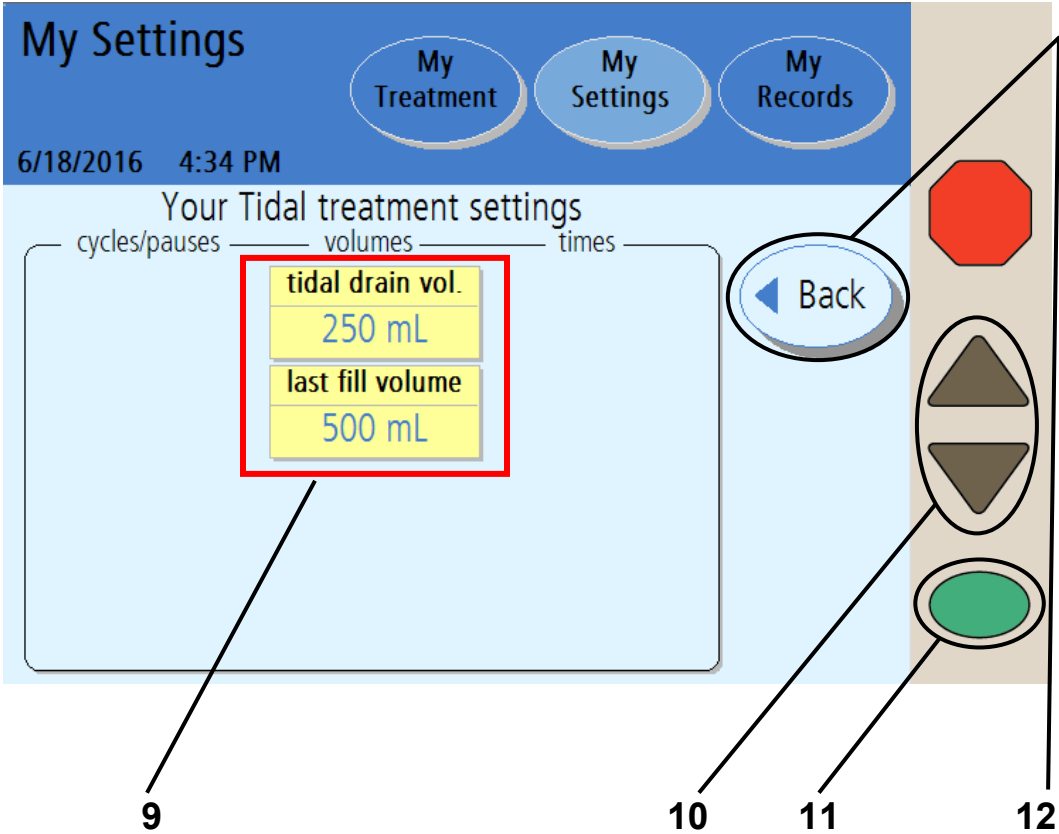 My Settings
My Treatment
My Settings
My Records
6/18/2016 4:34 PM
Your Tidal treatment settings
cycles/pauses volumes times
tidal drain vol.
250 mL
Back
last fill volume
500 mL
9 10 11 12